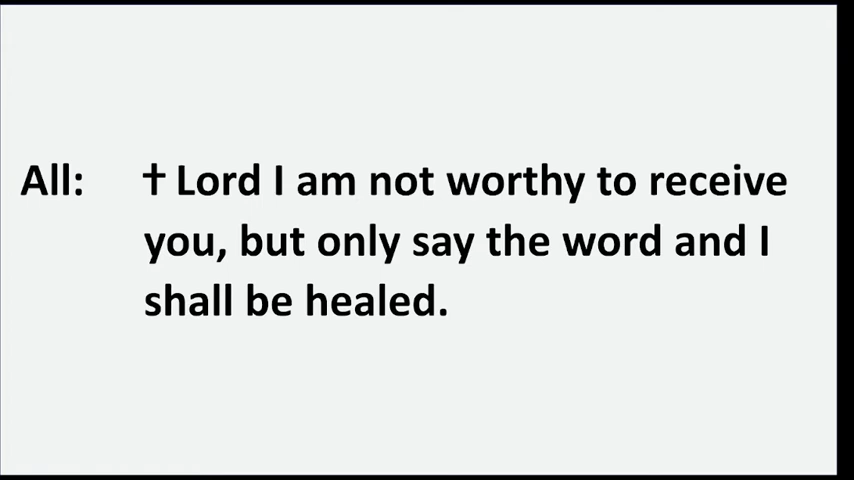 All: † Lord I am not worthy to receive
you, but only say the word and I
shall be healed.